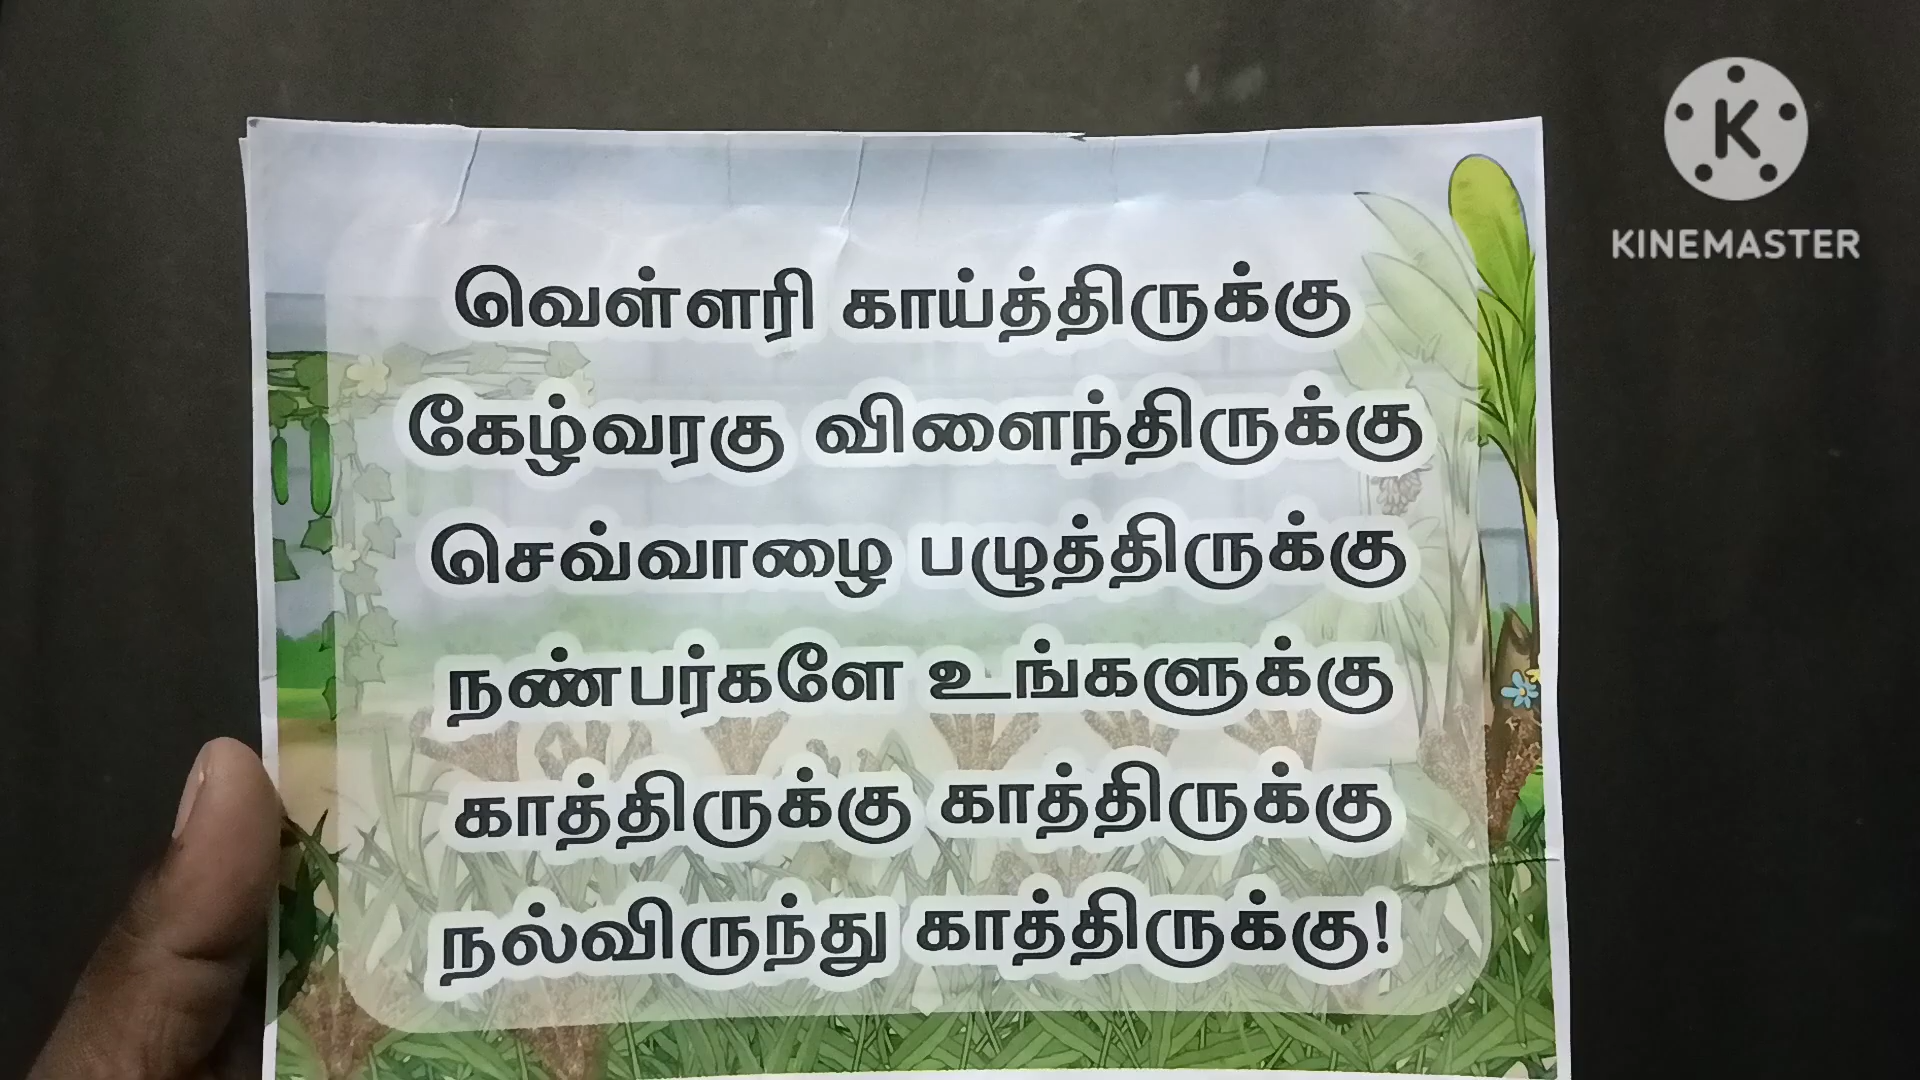 வெள்ளரி காய்த்திருக்கு
கேழ்வரகு விளைந்திருக்கு
செவ்வாழை பழுத்திருக்கு
நண்பர்களே உங்களுக்கு
காத்திருக்கு காத்திருக்கு
நல்விருந்து காத்திருக்கு!
K
KINEMASTER